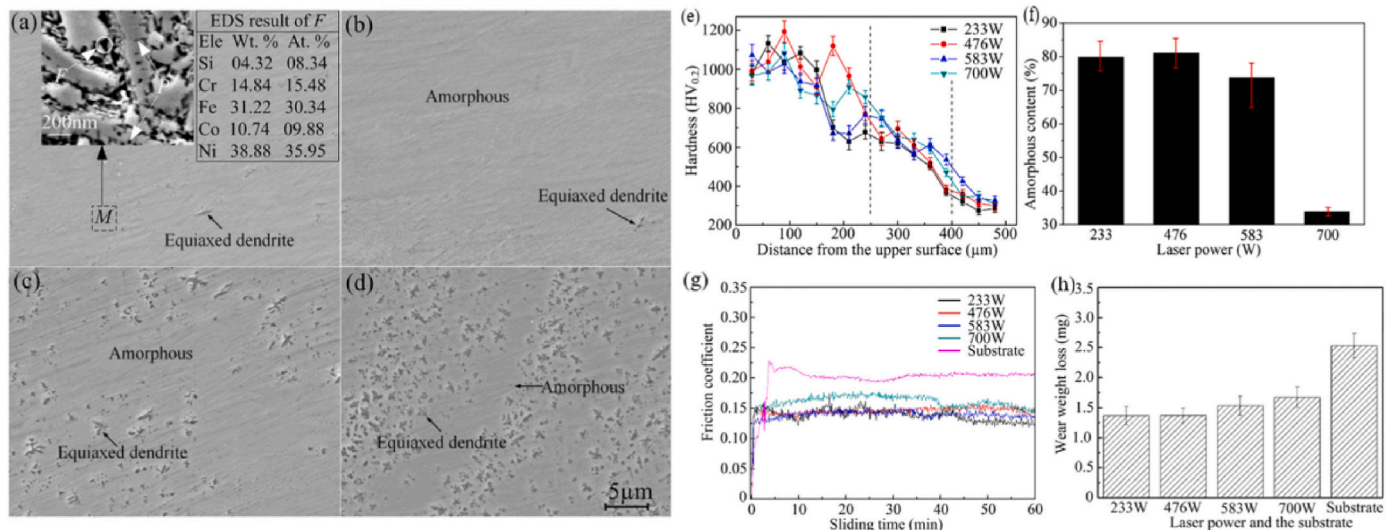 (a)
F
200nm
M
Equiaxed dendrite
EDS result of F
Ele Wt. % At. %
Si 04.32 08.34
Cr 14.84 15.48
Fe 31.22 30.34
Co 10.74 09.88
Ni 38.88 35.95
(b)
Amorphous
Equiaxed dendrite
(c)
Amorphous
Equiaxed dendrite
(d)
Amorphous
Equiaxed dendrite
5μm
(e)
Hardness (HV0.2)
1200
1000
800
600
400
200
233W
476W
583W
700W
0 100 200 300 400 500
Distance from the upper surface (μm)
(f)
Amorphous content (%)
90
80
70
60
50
40
30
233 476 583 700
Laser power (W)
(g)
Friction coefficient
0.35
0.30
0.25
0.20
0.15
0.10
0.05
0.00
233W
476W
583W
700W
Substrate
0 10 20 30 40 50 60
Sliding time (min)
(h)
Wear weight loss (mg)
3.5
3.0
2.5
2.0
1.5
1.0
0.5
0.0
233W 476W 583W 700W Substrate
Laser power and the substrate